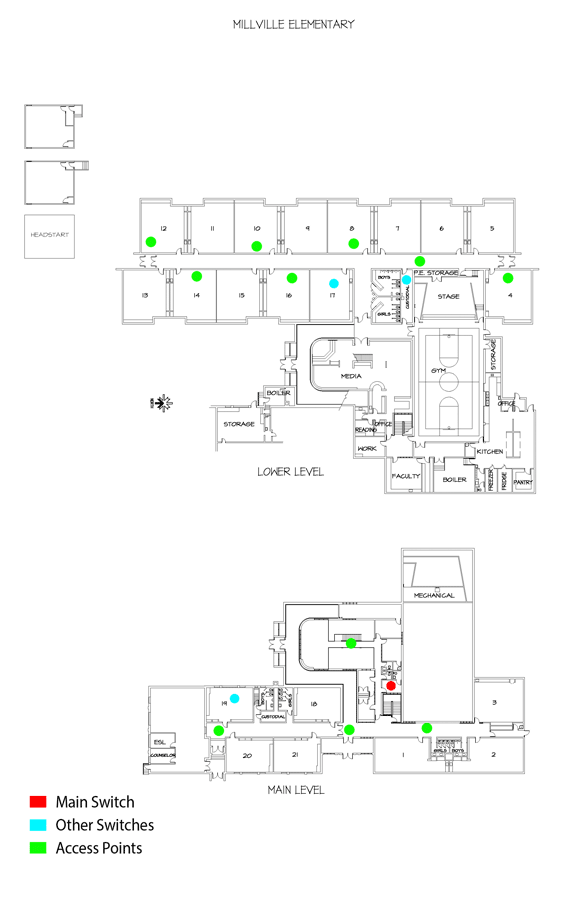 MILLVILLE ELEMENTARY
HEADSTART
12
11
10
9
8
7
6
5
13
14
15
16
17
BOYS
GIRLS
CUSTODIAL
P.E. STORAGE
STAGE
4
MEDIA
GYM
STORAGE
BOILER
STORAGE
READING
OFFICE
WORK
OFFICE
KITCHEN
FACULTY
BOILER
FREEZER
FRIDGE
PANTRY
LOWER LEVEL
MECHANICAL
19
BOYS
GIRLS
CUSTODIAL
18
3
ESL
COUNSELOR
20
21
1
GIRLS
BOYS
2
MAIN LEVEL
Main Switch
Other Switches
Access Points